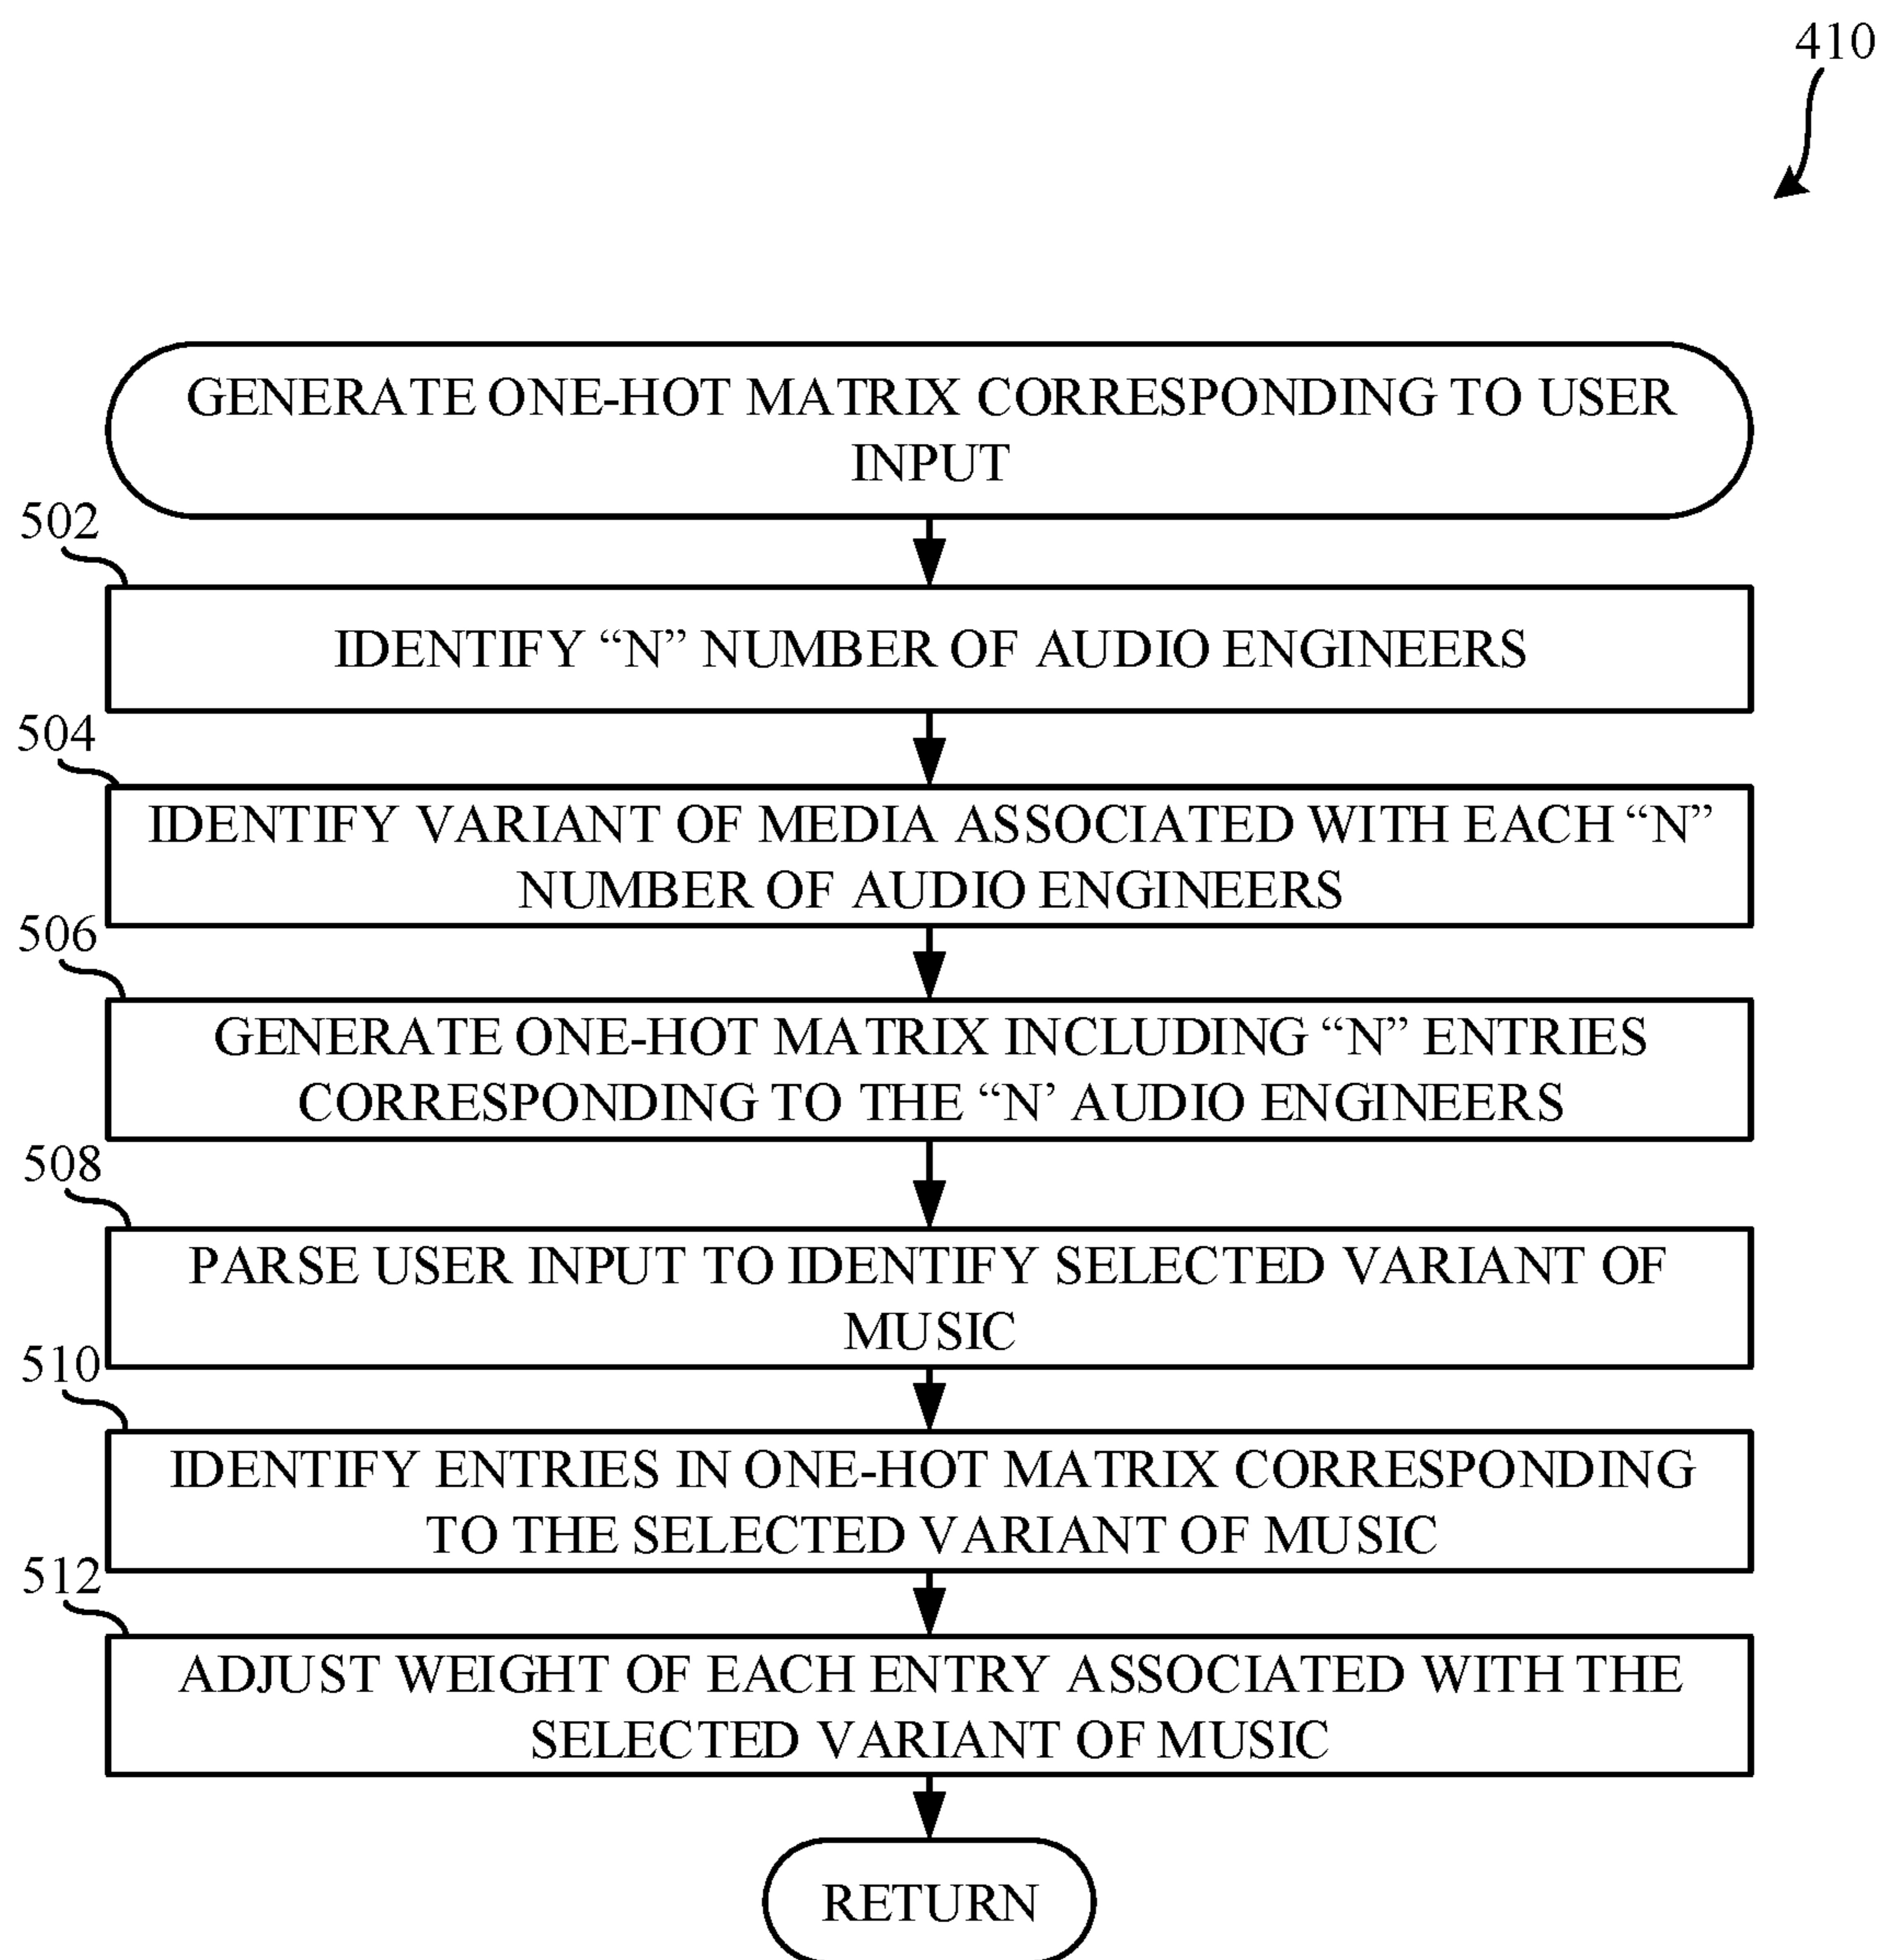 410
GENERATE ONE-HOT MATRIX CORRESPONDING TO USER
INPUT
502
IDENTIFY “N” NUMBER OF AUDIO ENGINEERS
504
IDENTIFY VARIANT OF MEDIA ASSOCIATED WITH EACH “N”
NUMBER OF AUDIO ENGINEERS
506
GENERATE ONE-HOT MATRIX INCLUDING “N” ENTRIES
CORRESPONDING TO THE “N’ AUDIO ENGINEERS
508
PARSE USER INPUT TO IDENTIFY SELECTED VARIANT OF
MUSIC
510
IDENTIFY ENTRIES IN ONE-HOT MATRIX CORRESPONDING
TO THE SELECTED VARIANT OF MUSIC
512
ADJUST WEIGHT OF EACH ENTRY ASSOCIATED WITH THE
SELECTED VARIANT OF MUSIC
RETURN